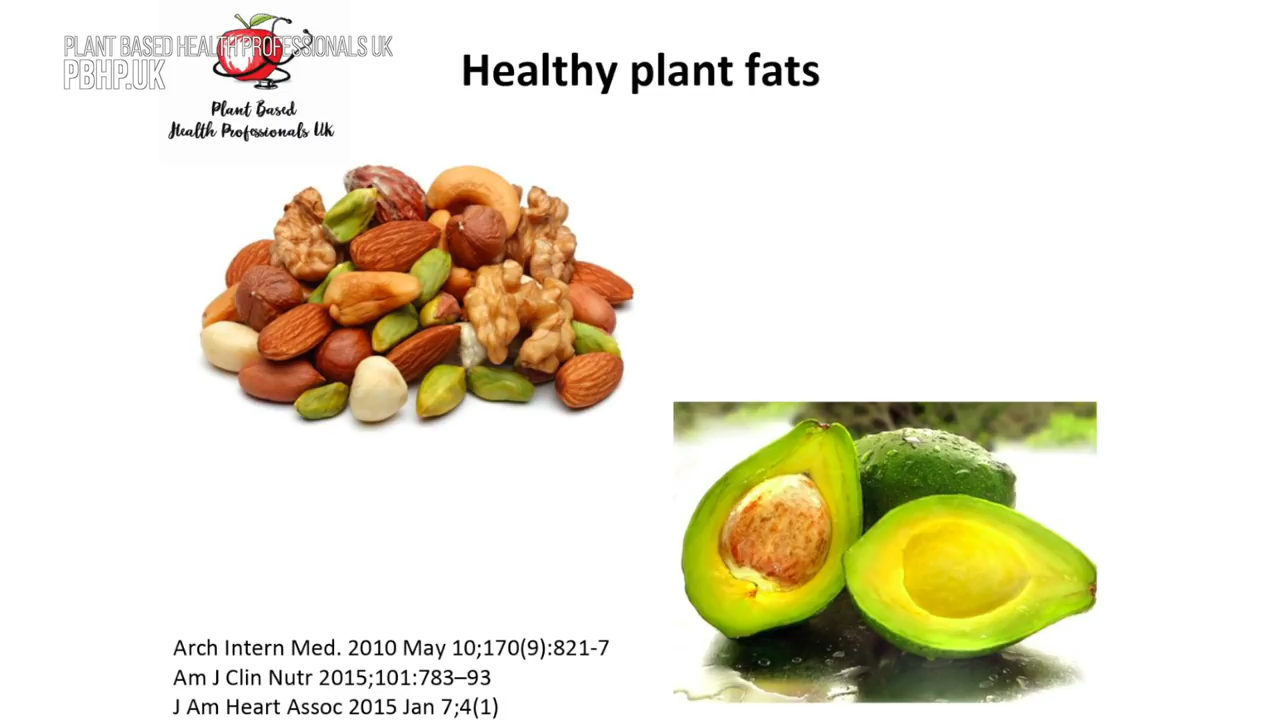 PLANT BASED HEALTH PROFESSIONALS UK
PBHP.UK
Plant Based
Health Professionals UK
Healthy plant fats
Arch Intern Med. 2010 May 10;170(9):821-7
Am J Clin Nutr 2015;101:783–93
J Am Heart Assoc 2015 Jan 7;4(1)